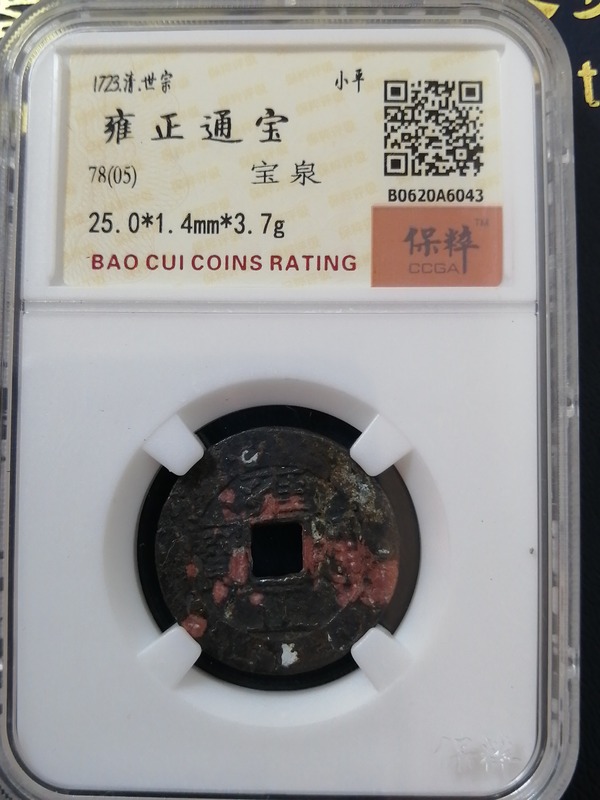 1723.清.世宗
小平
雍正通宝
78(05)
宝泉
B0620A6043
25.0*1.4mm*3.7g
保粹
TM
CCGA
BAO CUI COINS RATING